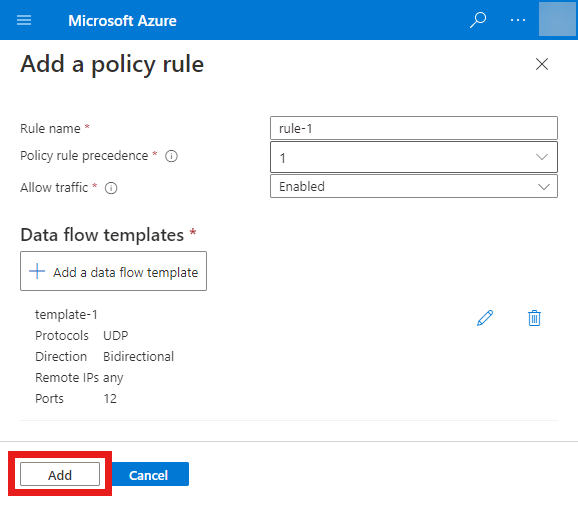 Microsoft Azure
Add a policy rule
Rule name * rule-1
Policy rule precedence * 1
Allow traffic * Enabled
Data flow templates *
Add a data flow template
template-1
Protocols UDP
Direction Bidirectional
Remote IPs any
Ports 12
Add Cancel